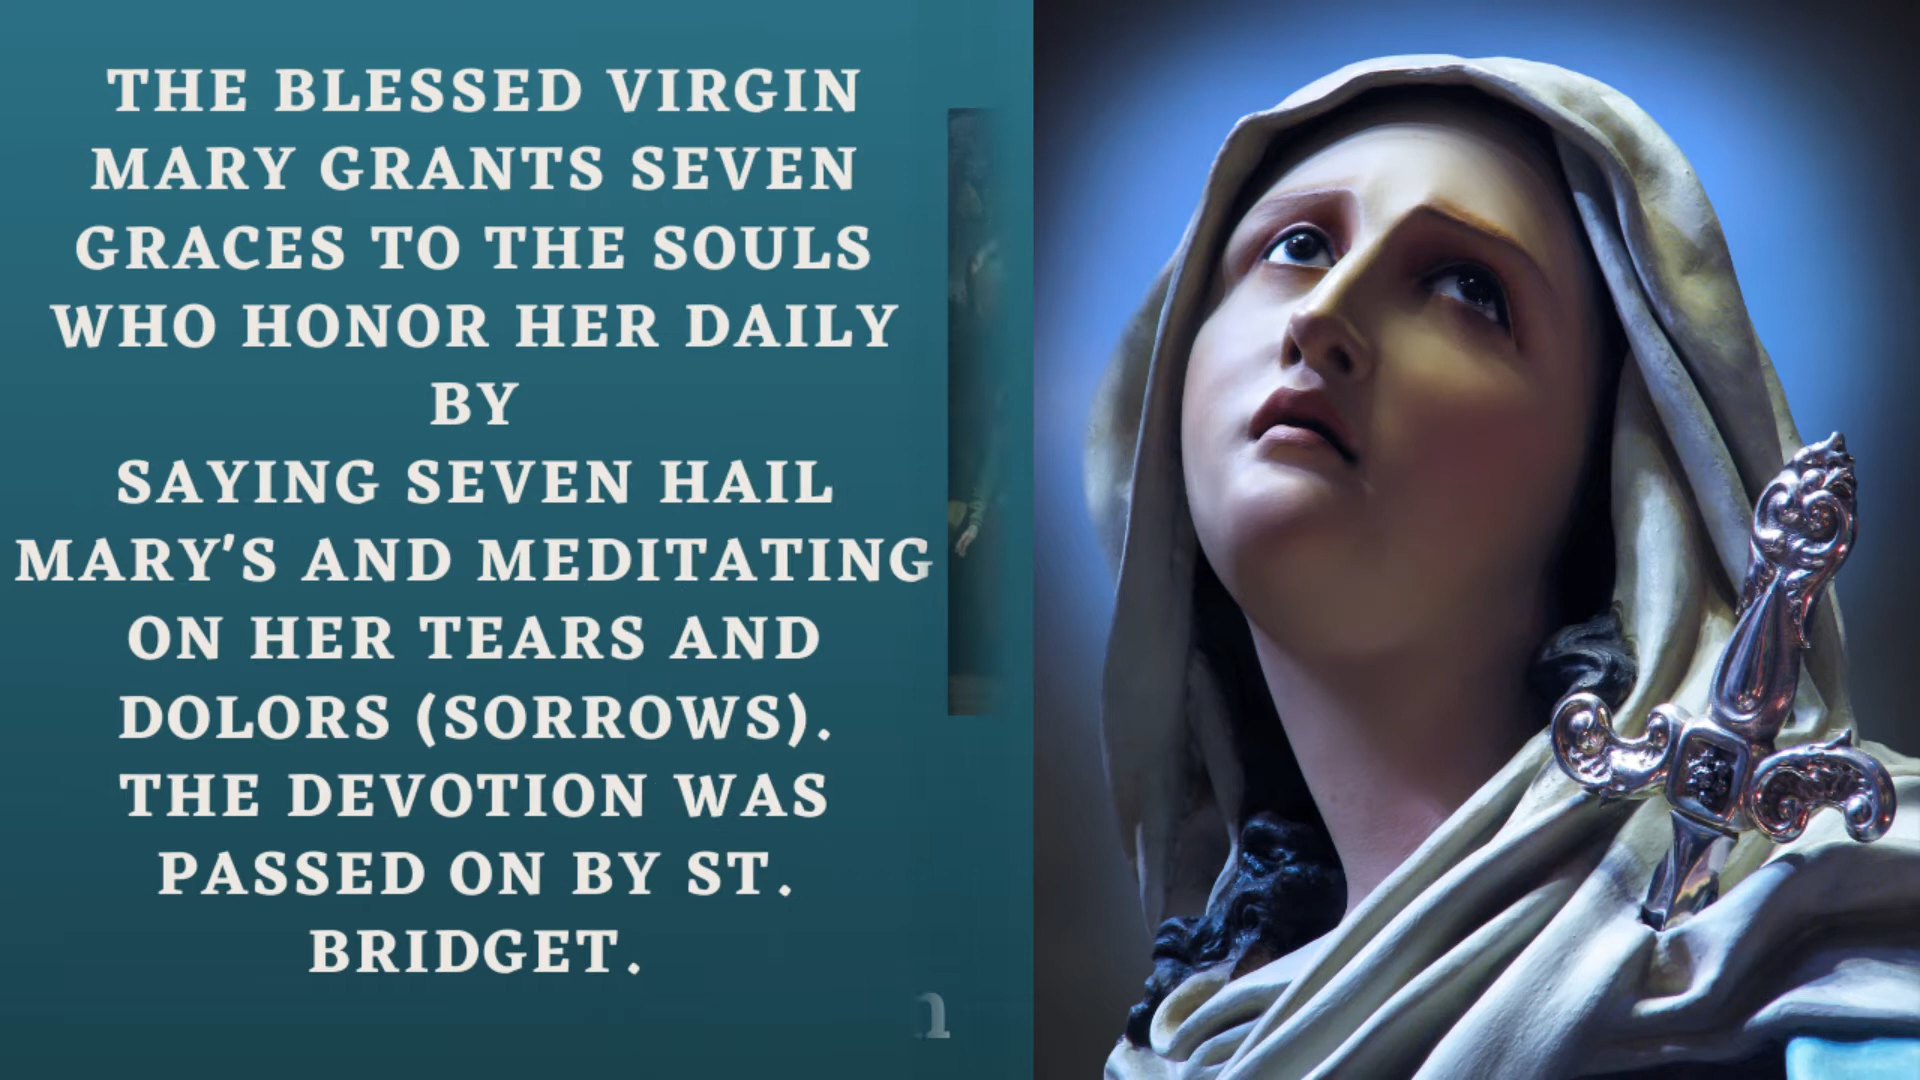 THE BLESSED VIRGIN
MARY GRANTS SEVEN
GRACES TO THE SOULS
WHO HONOR HER DAILY
BY
SAYING SEVEN HAIL
MARY'S AND MEDITATING
ON HER TEARS AND
DOLORS (SORROWS).
THE DEVOTION WAS
PASSED ON BY ST.
BRIDGET.
n